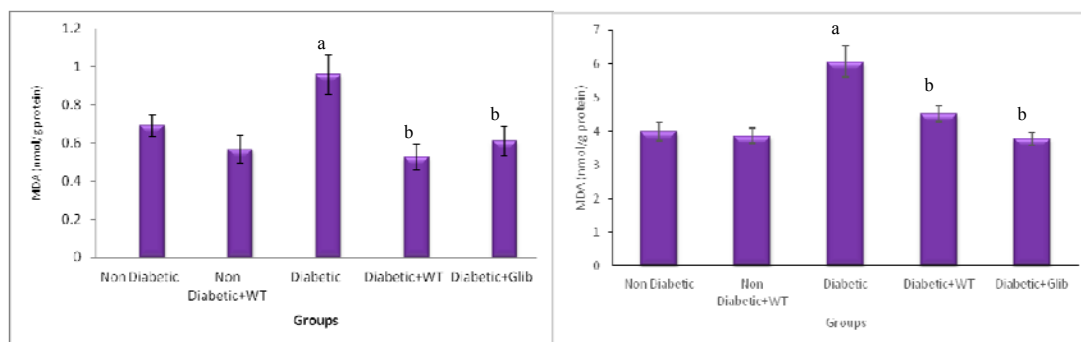 1.2
1
0.8
0.6
0.4
0.2
0
MDA (nmol/g protein)
a
b
b
Non Diabetic
Non Diabetic+WT
Diabetic
Diabetic+WT
Diabetic+Glib
Groups
7
6
5
4
3
2
1
0
MDA (nmol/g protein)
a
b
b
Non Diabetic
Non Diabetic+WT
Diabetic
Diabetic+WT
Diabetic+Glib
Groups